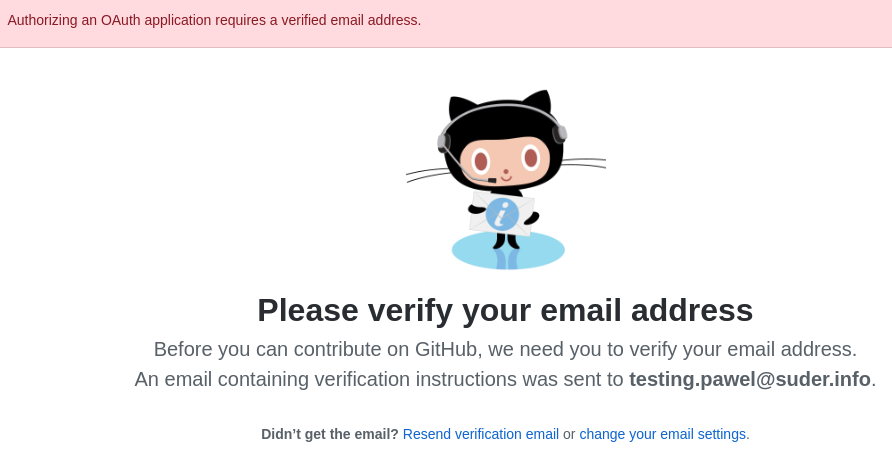 Authorizing an OAuth application requires a verified email address.
i
Please verify your email address
Before you can contribute on GitHub, we need you to verify your email address.
An email containing verification instructions was sent to testing.pawel@suder.info.
Didn’t get the email? Resend verification email or change your email settings.